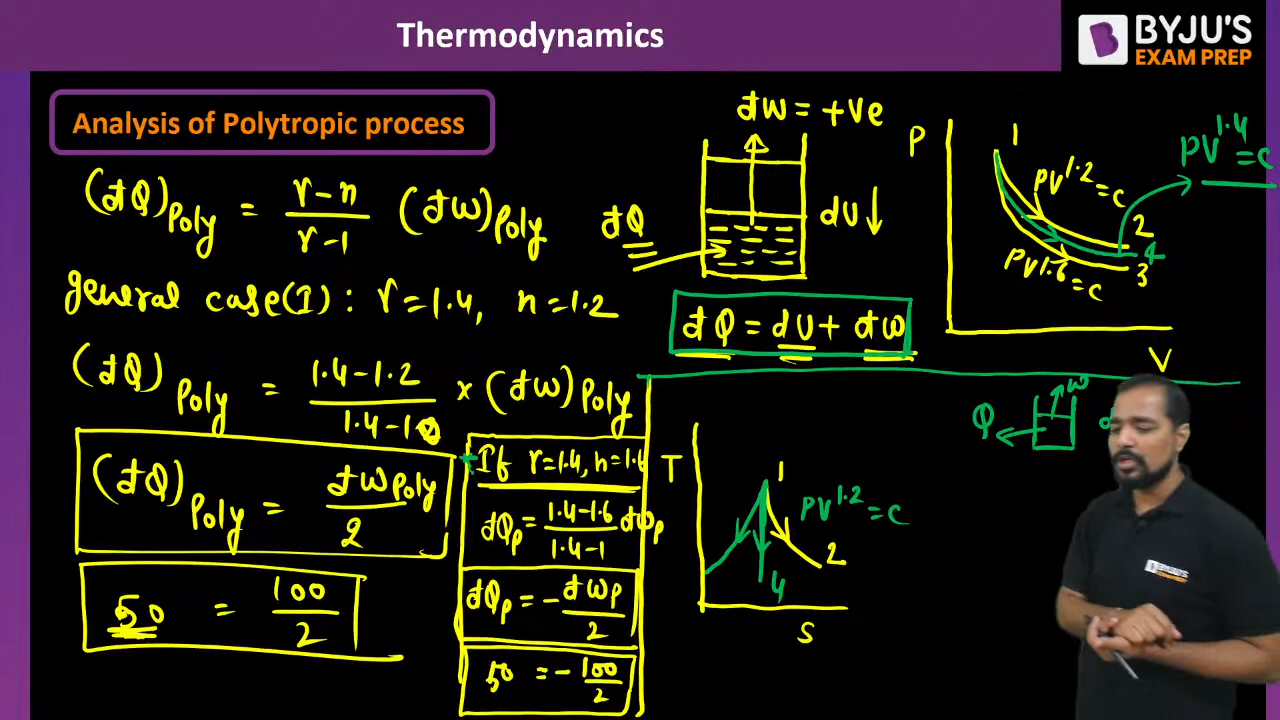 Thermodynamics
BYJU'S
EXAM PREP
Analysis of Polytropic process
(đQ)Poly = (γ-n)/(γ-1) (đW)Poly
general case(I): γ=1.4, n=1.2
(đQ)Poly = (1.4-1.2)/(1.4-1) × (đW)Poly
(đQ)Poly = đWPoly/2
50 = 100/2
If γ=1.4, n=1.6
đQp = (1.4-1.6)/(1.4-1) đWp
đQp = -đWp/2
50 = -100/2
đW = +ve
đQ
dU↓
đQ = dU + đW
P
1
PV^1.2 = C
PV^1.4 = C
2
4
3
PV^1.6 = C
V
Q
W
T
1
PV^1.2 = C
2
4
S